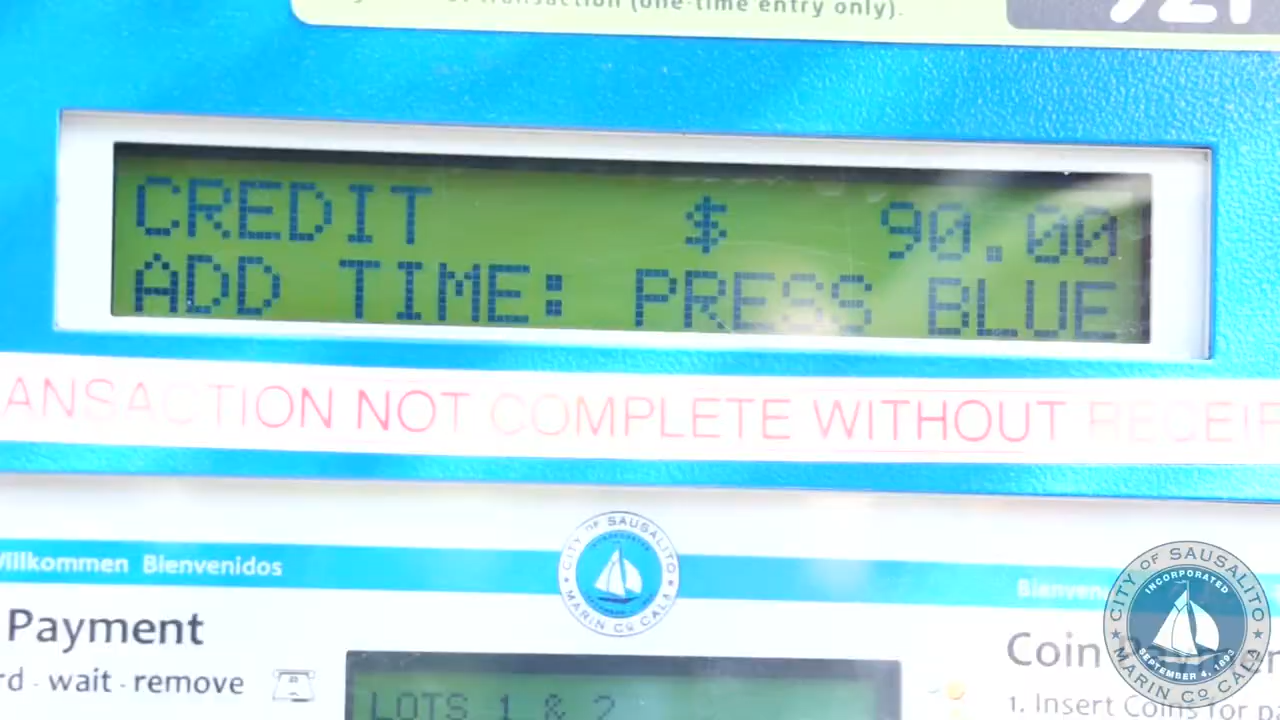 transaction (one-time entry only).
CREDIT $ 90.00
ADD TIME: PRESS BLUE
ANSACTION NOT COMPLETE WITHOUT RECEIP
Willkommen Bienvenidos
CITY OF SAUSALITO
MARIN CO CALA
Payment
rd - wait - remove
LOTS 1 & 2
Bienven
Coin
1. Insert Coins for pa
CITY OF SAUSALITO
INCORPORATED
SEPTEMBER 4, 1893
MARIN CO CALA